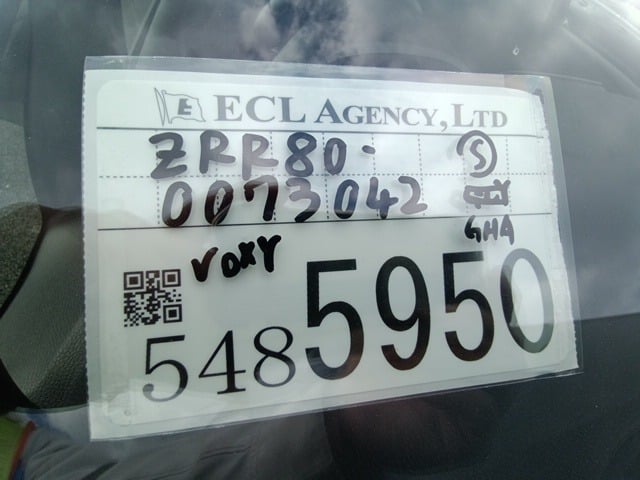 E ECL AGENCY, LTD
ZRR80-
0073042
S
GHA
VOXY
5485950